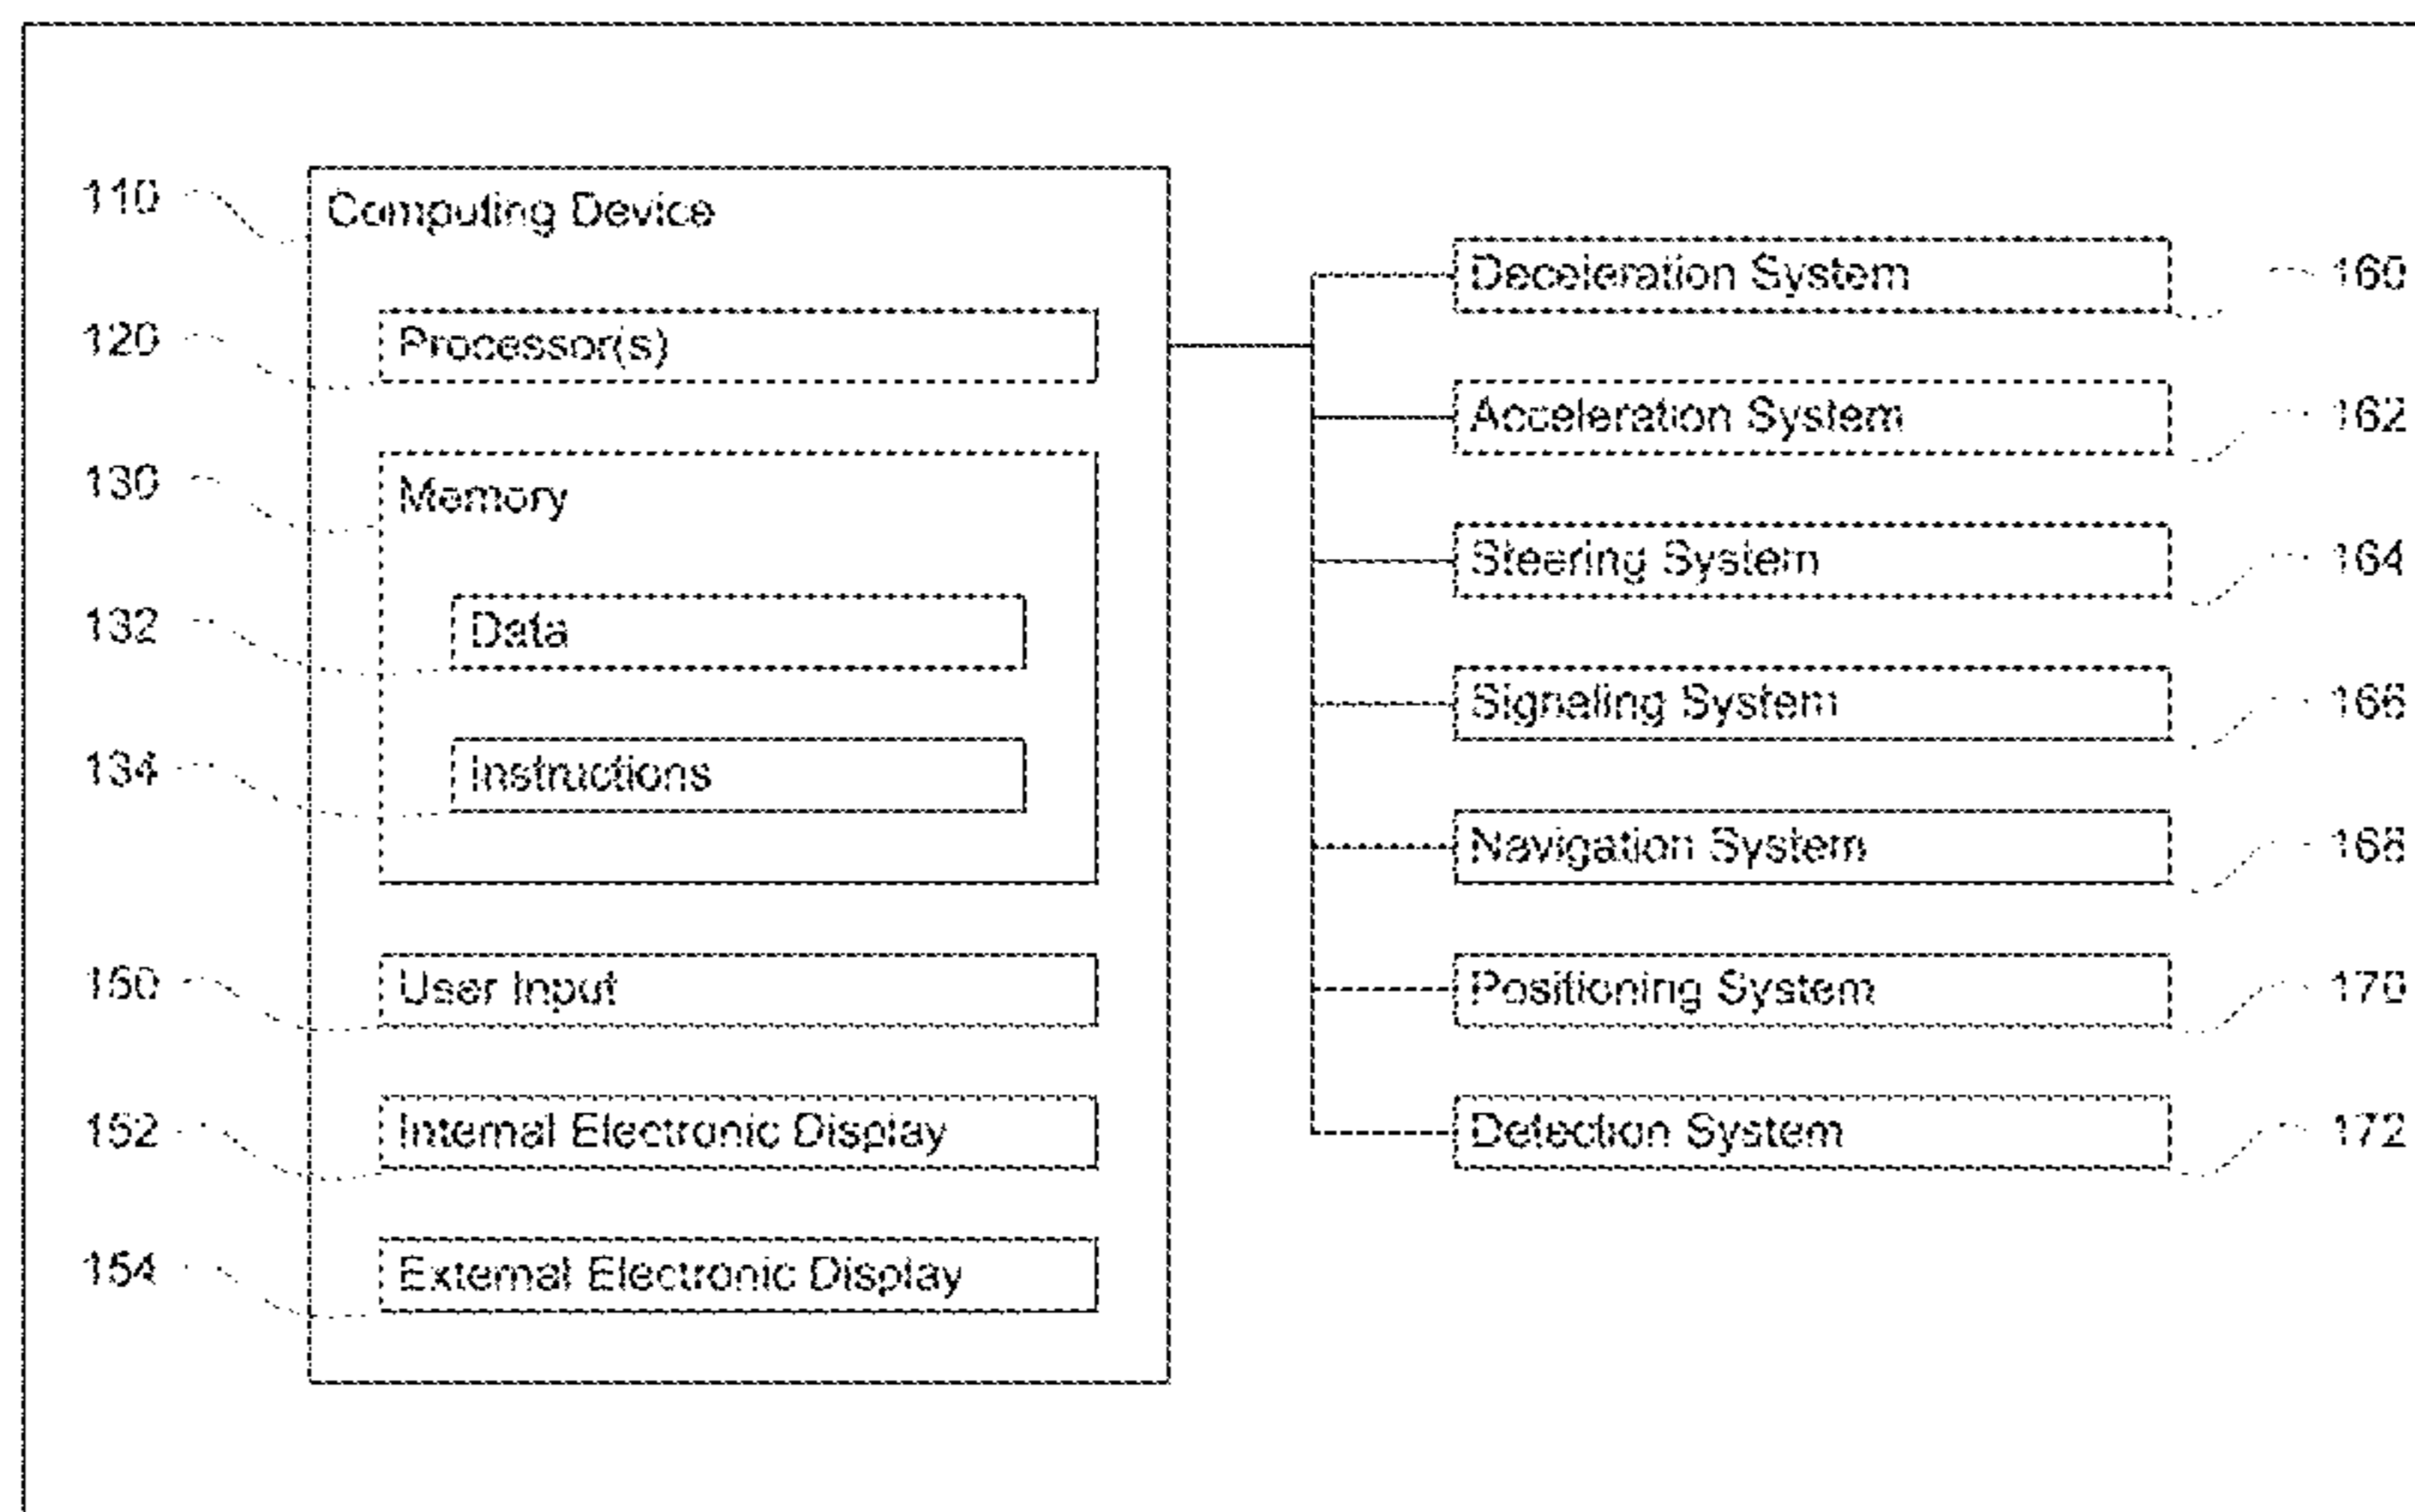 110
Computing Device
120
Processor(s)
130
Memory
132
Data
134
Instructions
150
User Input
152
Internal Electronic Display
154
External Electronic Display
Deceleration System
160
Acceleration System
162
Steering System
164
Signaling System
166
Navigation System
168
Positioning System
170
Detection System
172